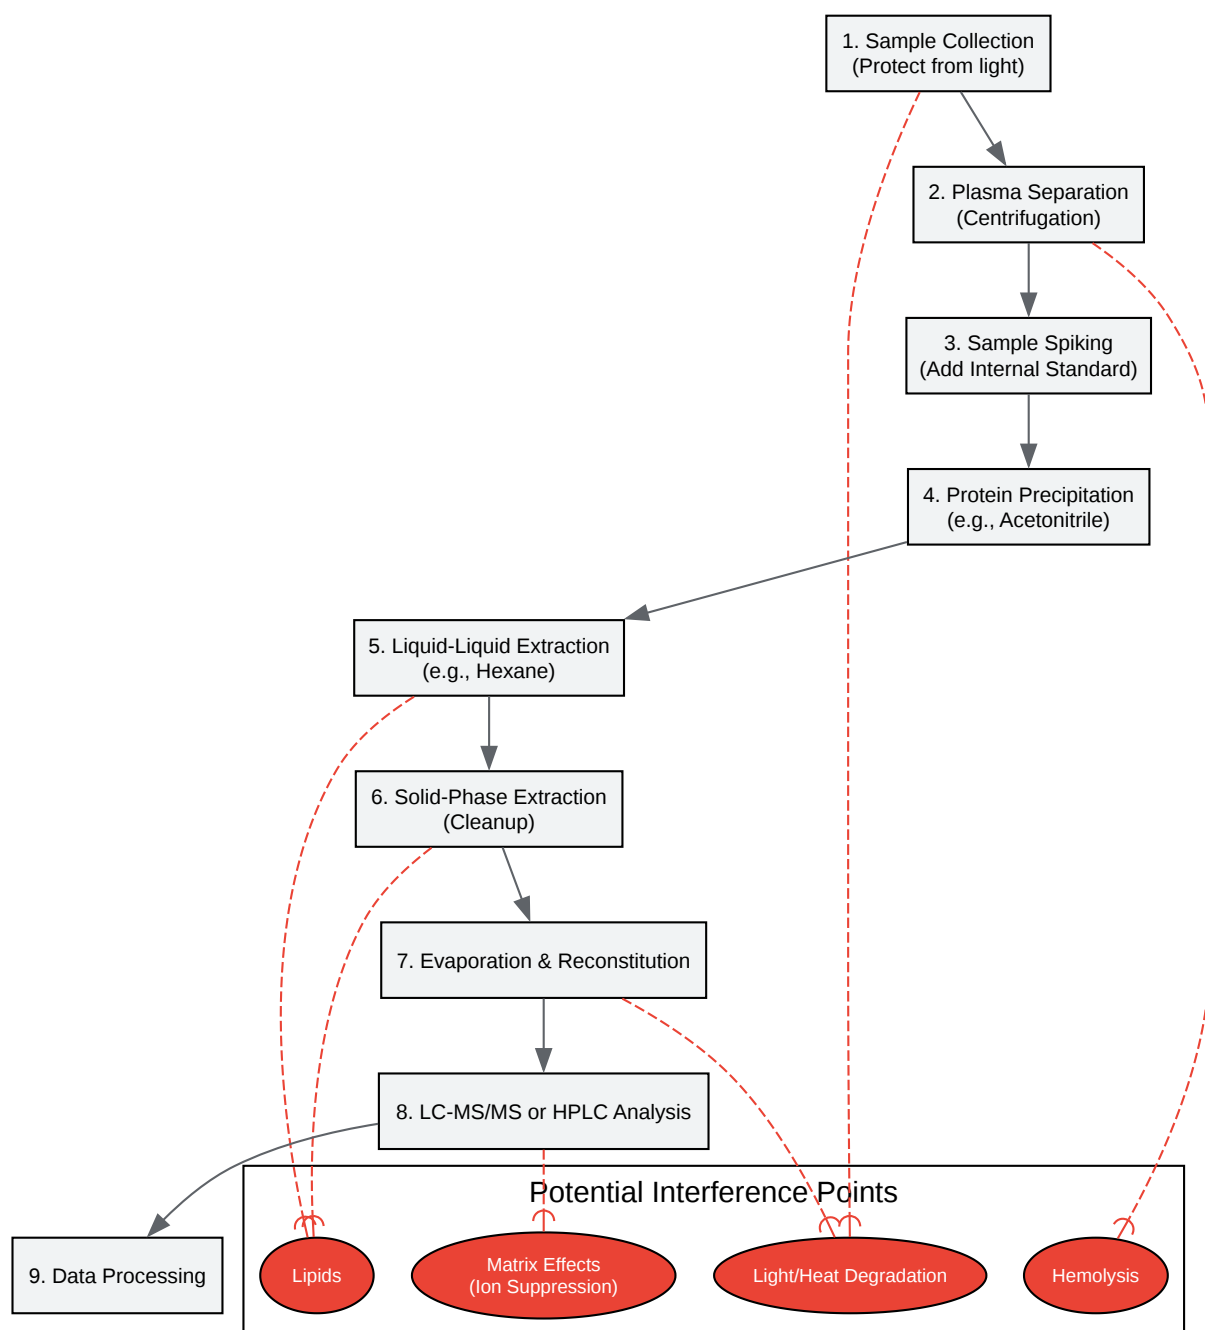 1. Sample Collection
(Protect from light)
2. Plasma Separation
(Centrifugation)
3. Sample Spiking
(Add Internal Standard)
4. Protein Precipitation
(e.g., Acetonitrile)
5. Liquid-Liquid Extraction
(e.g., Hexane)
6. Solid-Phase Extraction
(Cleanup)
7. Evaporation & Reconstitution
8. LC-MS/MS or HPLC Analysis
Potential Interference Points
9. Data Processing
Lipids
Matrix Effects
(Ion Suppression)
Light/Heat Degradation
Hemolysis